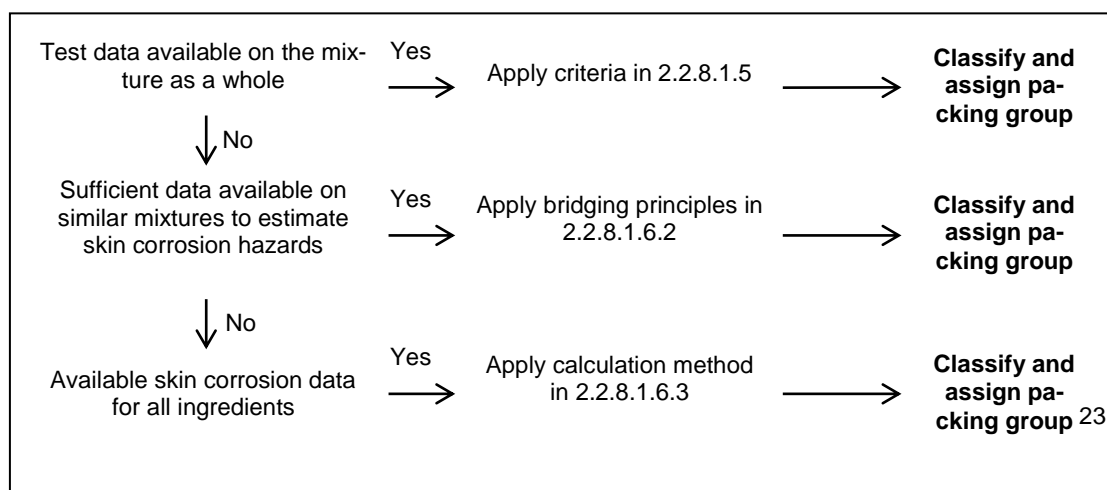 Test data available on the mix-
ture as a whole
Yes
Apply criteria in 2.2.8.1.5
Classify and
assign pa-
cking group
No
Sufficient data available on
similar mixtures to estimate
skin corrosion hazards
Yes
Apply bridging principles in
2.2.8.1.6.2
Classify and
assign pa-
cking group
No
Available skin corrosion data
for all ingredients
Yes
Apply calculation method
in 2.2.8.1.6.3
Classify and
assign pa-
cking group 23